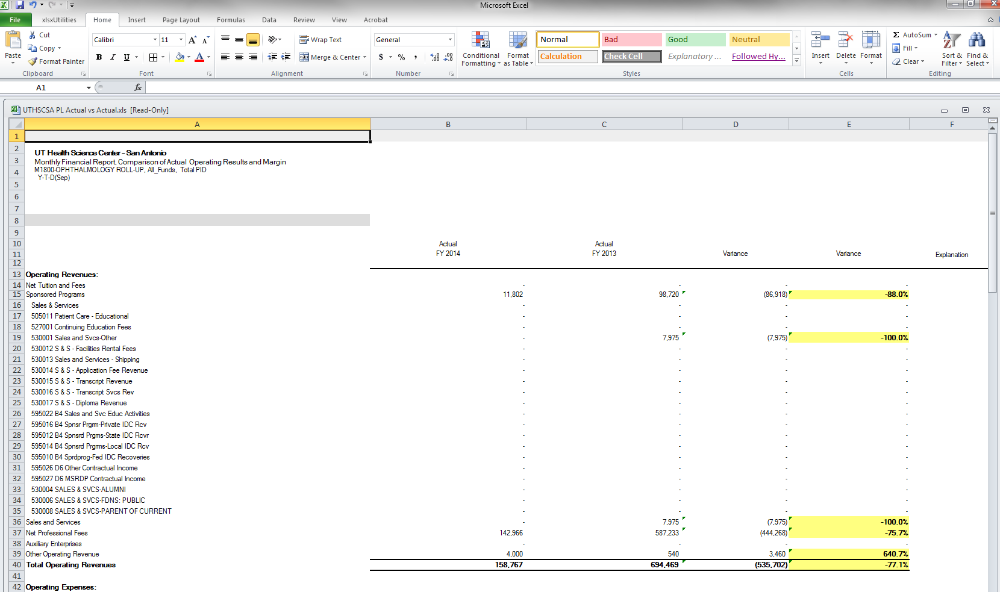 Microsoft Excel
File xlsxUtilities Home Insert Page Layout Formulas Data Review View Acrobat
Paste
Cut
Copy
Format Painter
Clipboard
Calibri 11
B I U A
Font
Wrap Text
Merge & Center
Alignment
General
$ % ,
Number
Conditional Formatting
Format as Table
Normal Bad Good Neutral
Calculation Check Cell Explanatory ... Followed Hy...
Styles
Insert Delete Format
Cells
Σ AutoSum
Fill
Clear
Sort & Filter
Find & Select
Editing
A1 fx
UTHSCSA PL Actual vs Actual.xls [Read-Only]
A B C D E F
1
2 UT Health Science Center - San Antonio
3 Monthly Financial Report, Comparison of Actual Operating Results and Margin
4 M1800-OPHTHALMOLOGY ROLL-UP, All_Funds, Total PID
5 Y-T-D(Sep)
6
7
8
9
10 Actual Actual
11 FY 2014 FY 2013 Variance Variance Explanation
12
13 Operating Revenues:
14 Net Tuition and Fees - - - -
15 Sponsored Programs 11,802 98,720 (86,918) -88.0%
16 Sales & Services - - - -
17 505011 Patient Care - Educational - - - -
18 527001 Continuing Education Fees - - - -
19 530001 Sales and Svcs-Other - 7,975 (7,975) -100.0%
20 530012 S & S - Facilities Rental Fees - - - -
21 530013 Sales and Services - Shipping - - - -
22 530014 S & S - Application Fee Revenue - - - -
23 530015 S & S - Transcript Revenue - - - -
24 530016 S & S - Transcript Svcs Rev - - - -
25 530017 S & S - Diploma Revenue - - - -
26 595022 B4 Sales and Svc Educ Activities - - - -
27 595016 B4 Spnsr Prgrm-Private IDC Rcv - - - -
28 595012 B4 Spnsrd Prgms-State IDC Rcvr - - - -
29 595014 B4 Spnsrd Prgrms-Local IDC Rcv - - - -
30 595010 B4 Sprdprog-Fed IDC Recoveries - - - -
31 595026 D6 Other Contractual Income - - - -
32 595027 D6 MSRDP Contractual Income - - - -
33 530004 SALES & SVCS-ALUMNI - - - -
34 530006 SALES & SVCS-FDNS: PUBLIC - - - -
35 530008 SALES & SVCS-PARENT OF CURRENT - - - -
36 Sales and Services - 7,975 (7,975) -100.0%
37 Net Professional Fees 142,966 587,233 (444,268) -75.7%
38 Auxiliary Enterprises - - - -
39 Other Operating Revenue 4,000 540 3,460 640.7%
40 Total Operating Revenues 158,767 694,469 (535,702) -77.1%
41
42 Operating Expenses: